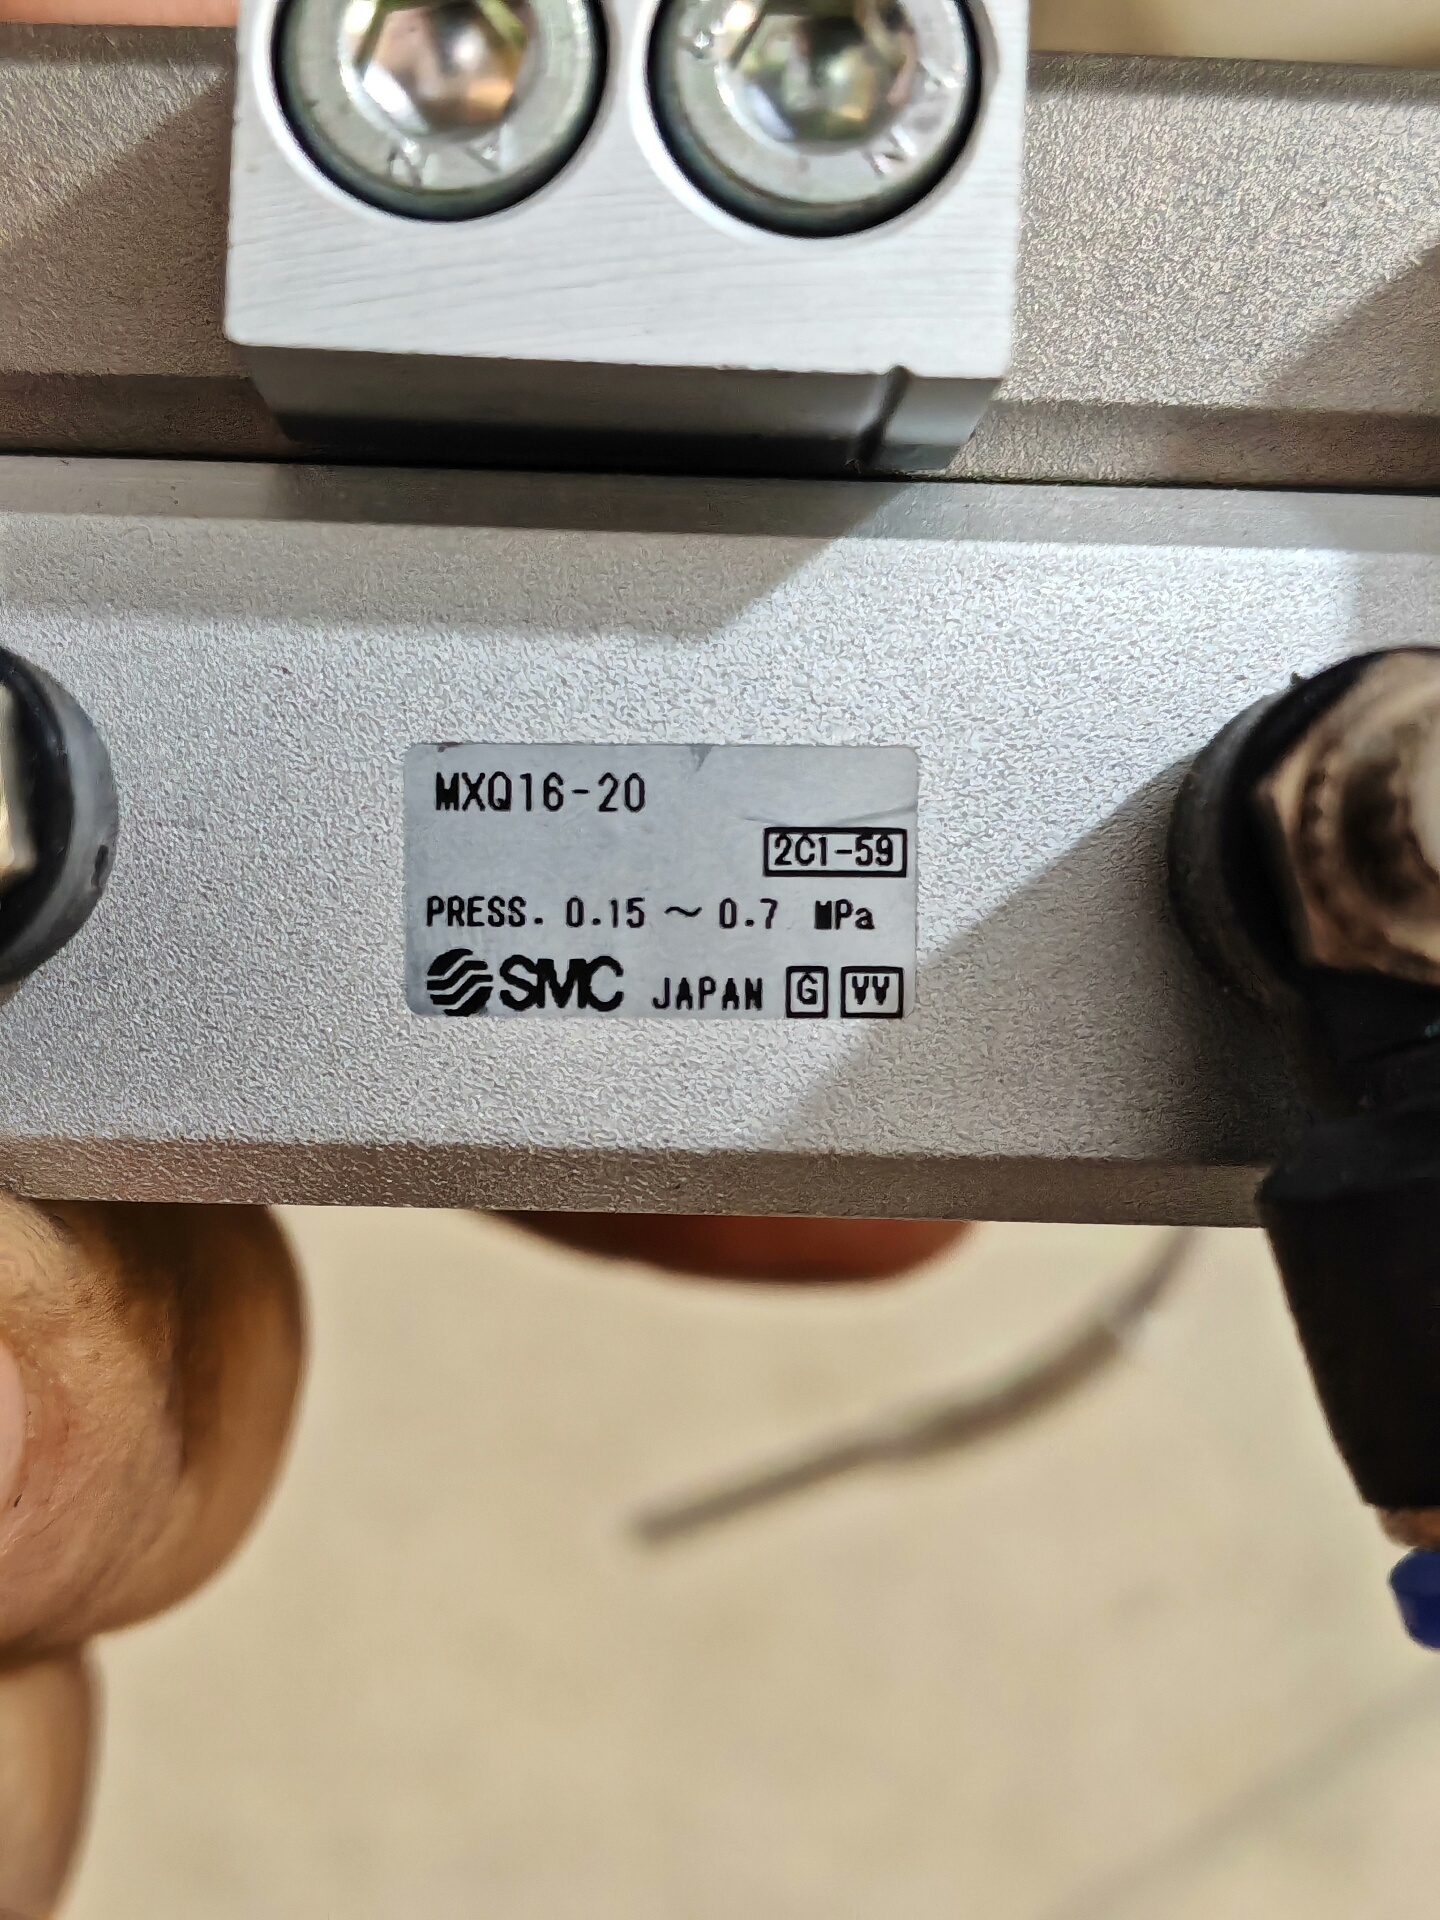 MXQ16-20
2C1-59
PRESS. 0.15 ～ 0.7 MPa
SMC JAPAN G VV